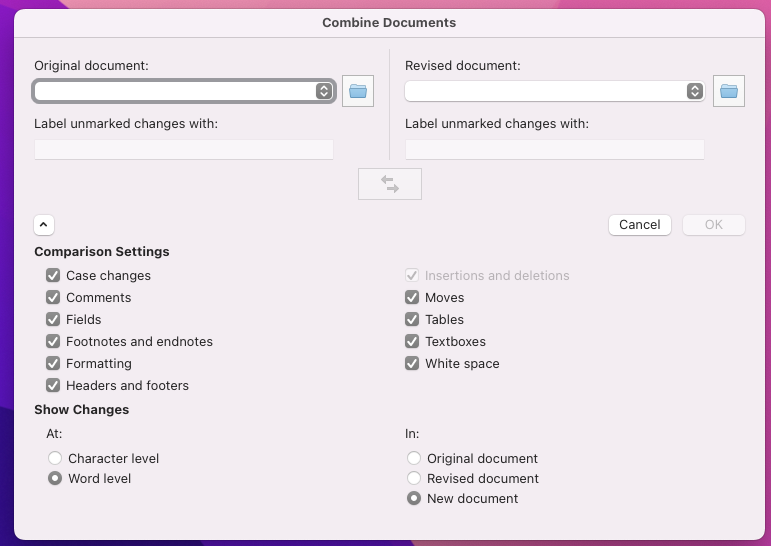 Combine Documents
Original document:
Revised document:
Label unmarked changes with:
Label unmarked changes with:
Cancel
OK
Comparison Settings
Case changes
Insertions and deletions
Comments
Moves
Fields
Tables
Footnotes and endnotes
Textboxes
Formatting
White space
Headers and footers
Show Changes
At:
In:
Character level
Original document
Word level
Revised document
New document